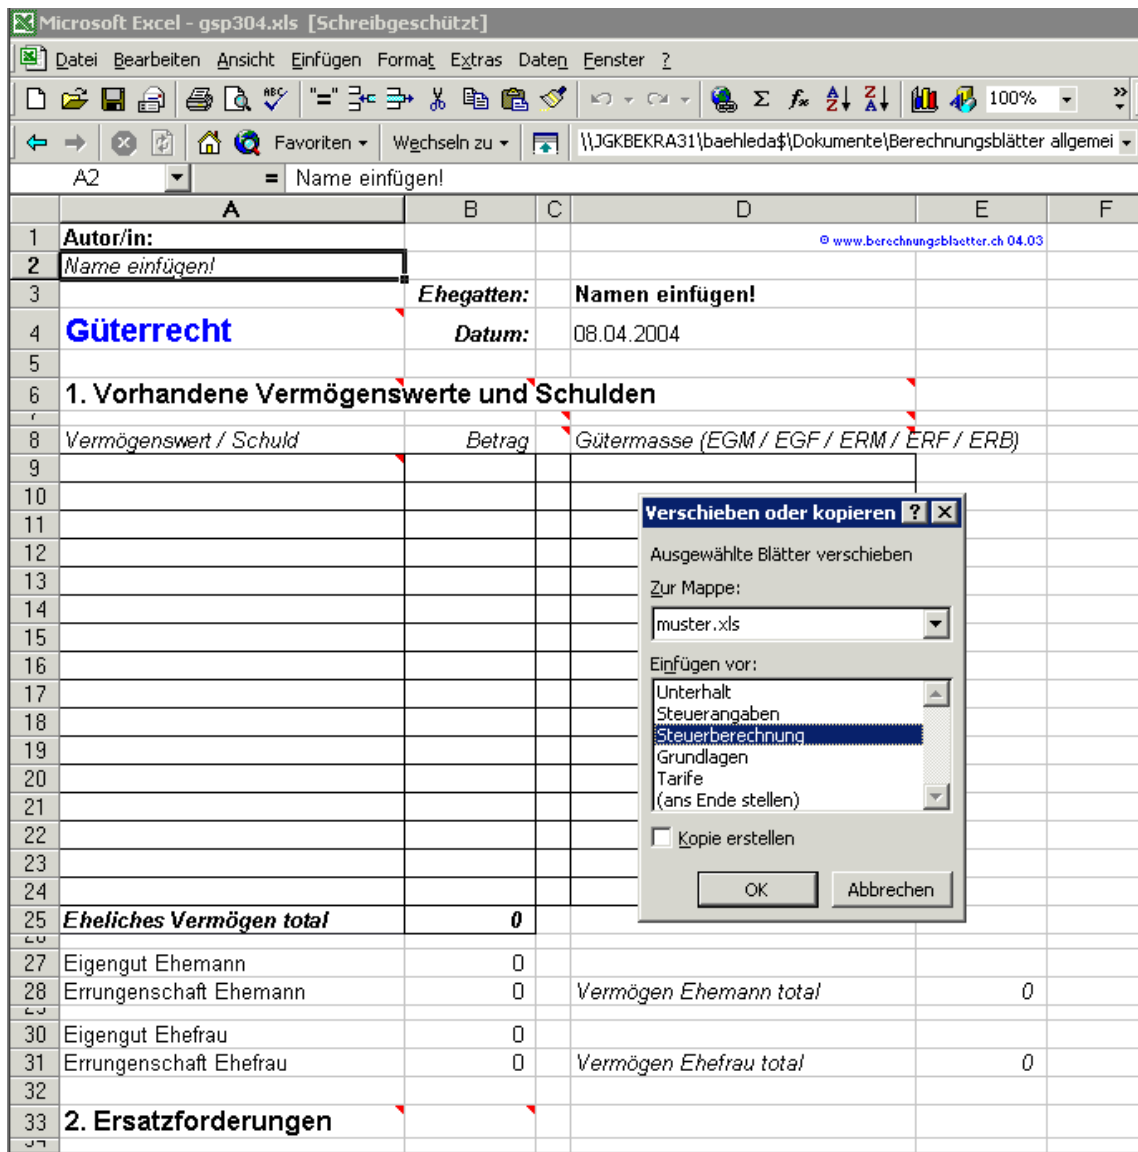 Microsoft Excel - gsp304.xls [Schreibgeschützt]
Datei Bearbeiten Ansicht Einfügen Format Extras Daten Fenster ?
100%
Favoriten Wechseln zu \\JGKBEKRA31\baehleda$\Dokumente\Berechnungsblätter allgemei
A2 = Name einfügen!
A B C D E F
1 Autor/in: © www.berechnungsblaetter.ch 04.03
2 Name einfügen!
3 Ehegatten: Namen einfügen!
4 Güterrecht Datum: 08.04.2004
5
6 1. Vorhandene Vermögenswerte und Schulden
8 Vermögenswert / Schuld Betrag Gütermasse (EGM / EGF / ERM / ERF / ERB)
9
10
11
12
13
14
15
16
17
18
19
20
21
22
23
24
Verschieben oder kopieren ?
Ausgewählte Blätter verschieben
Zur Mappe:
muster.xls
Einfügen vor:
Unterhalt
Steuerangaben
Steuerberechnung
Grundlagen
Tarife
(ans Ende stellen)
Kopie erstellen
OK Abbrechen
25 Eheliches Vermögen total 0
27 Eigengut Ehemann 0
28 Errungenschaft Ehemann 0 Vermögen Ehemann total 0
30 Eigengut Ehefrau 0
31 Errungenschaft Ehefrau 0 Vermögen Ehefrau total 0
32
33 2. Ersatzforderungen